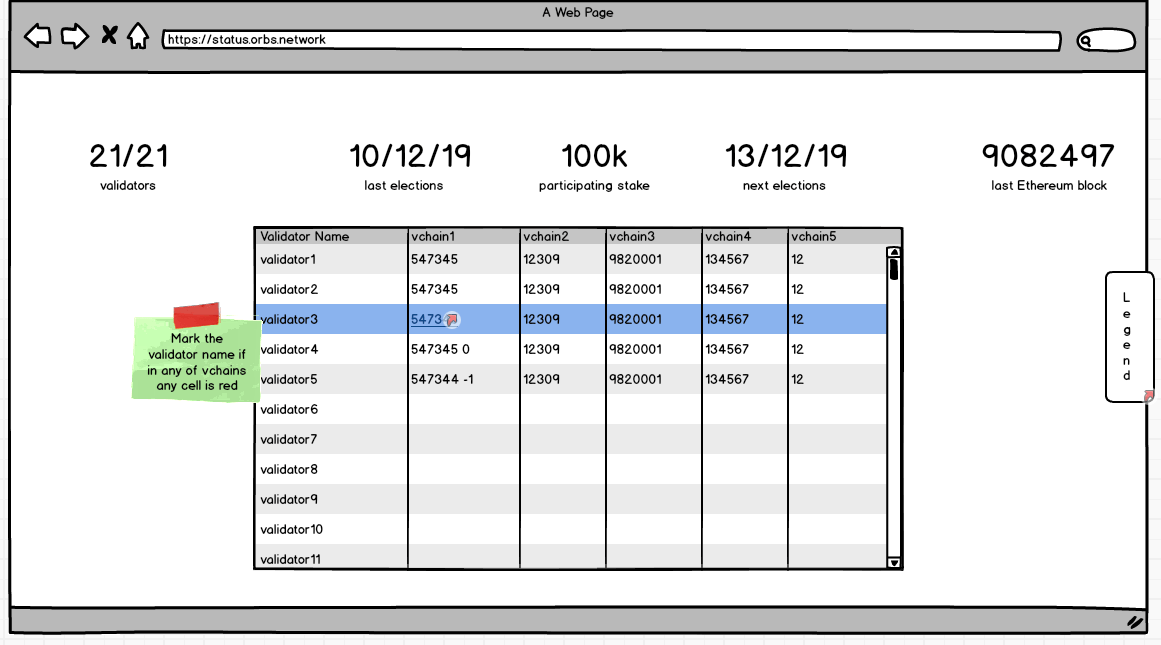 A Web Page
https://status.orbs.network
21/21
validators
10/12/19
last elections
100k
participating stake
13/12/19
next elections
9082497
last Ethereum block
Validator Name vchain1 vchain2 vchain3 vchain4 vchain5
validator1 547345 12309 9820001 134567 12
validator2 547345 12309 9820001 134567 12
validator3 5473 12309 9820001 134567 12
validator4 547345 0 12309 9820001 134567 12
validator5 547344 -1 12309 9820001 134567 12
validator6
validator7
validator8
validator9
validator10
validator11
Mark the
validator name if
in any of vchains
any cell is red
Legend